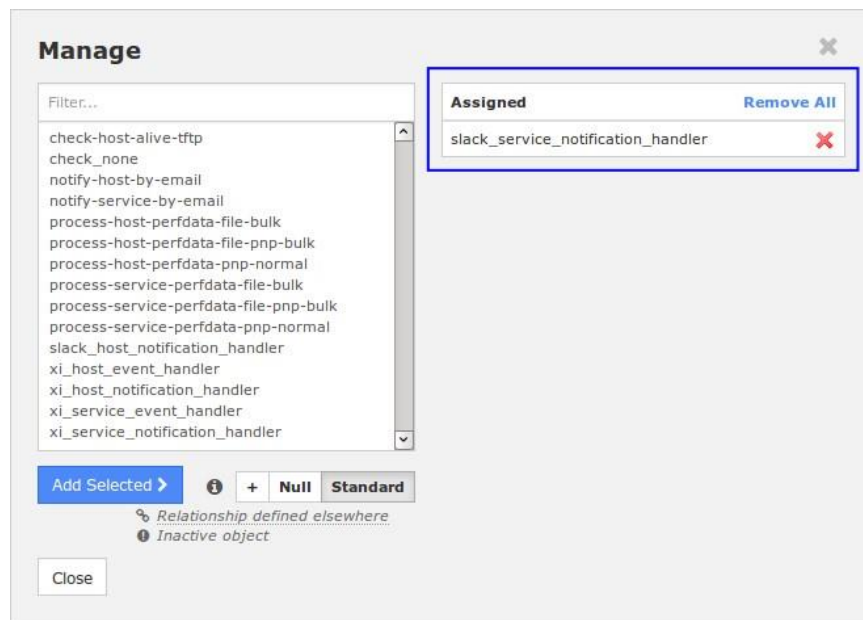 Manage
Filter...
check-host-alive-tftp
check_none
notify-host-by-email
notify-service-by-email
process-host-perfdata-file-bulk
process-host-perfdata-file-pnp-bulk
process-host-perfdata-pnp-normal
process-service-perfdata-file-bulk
process-service-perfdata-file-pnp-bulk
process-service-perfdata-pnp-normal
slack_host_notification_handler
xi_host_event_handler
xi_host_notification_handler
xi_service_event_handler
xi_service_notification_handler
Add Selected
+ Null Standard
Relationship defined elsewhere
Inactive object
Close
Assigned Remove All
slack_service_notification_handler